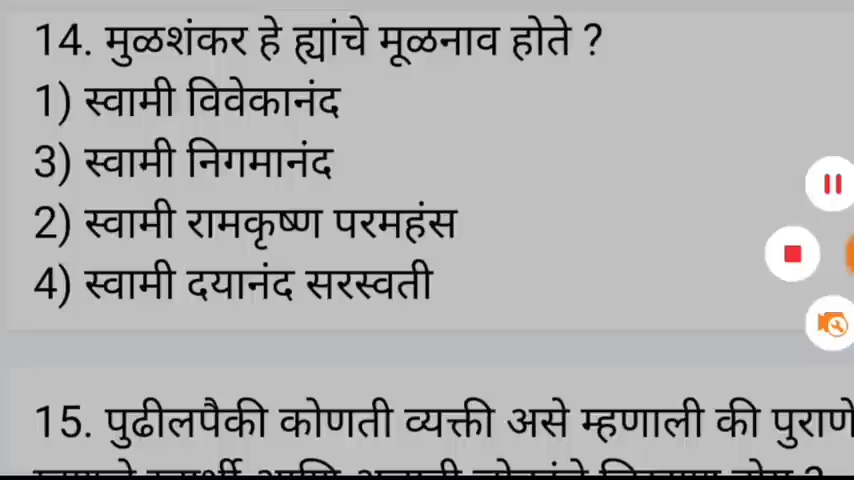 14. मुळशंकर हे ह्यांचे मूळनाव होते ?
1) स्वामी विवेकानंद
3) स्वामी निगमानंद
2) स्वामी रामकृष्ण परमहंस
4) स्वामी दयानंद सरस्वती
15. पुढीलपैकी कोणती व्यक्ती असे म्हणाली की पुराणे